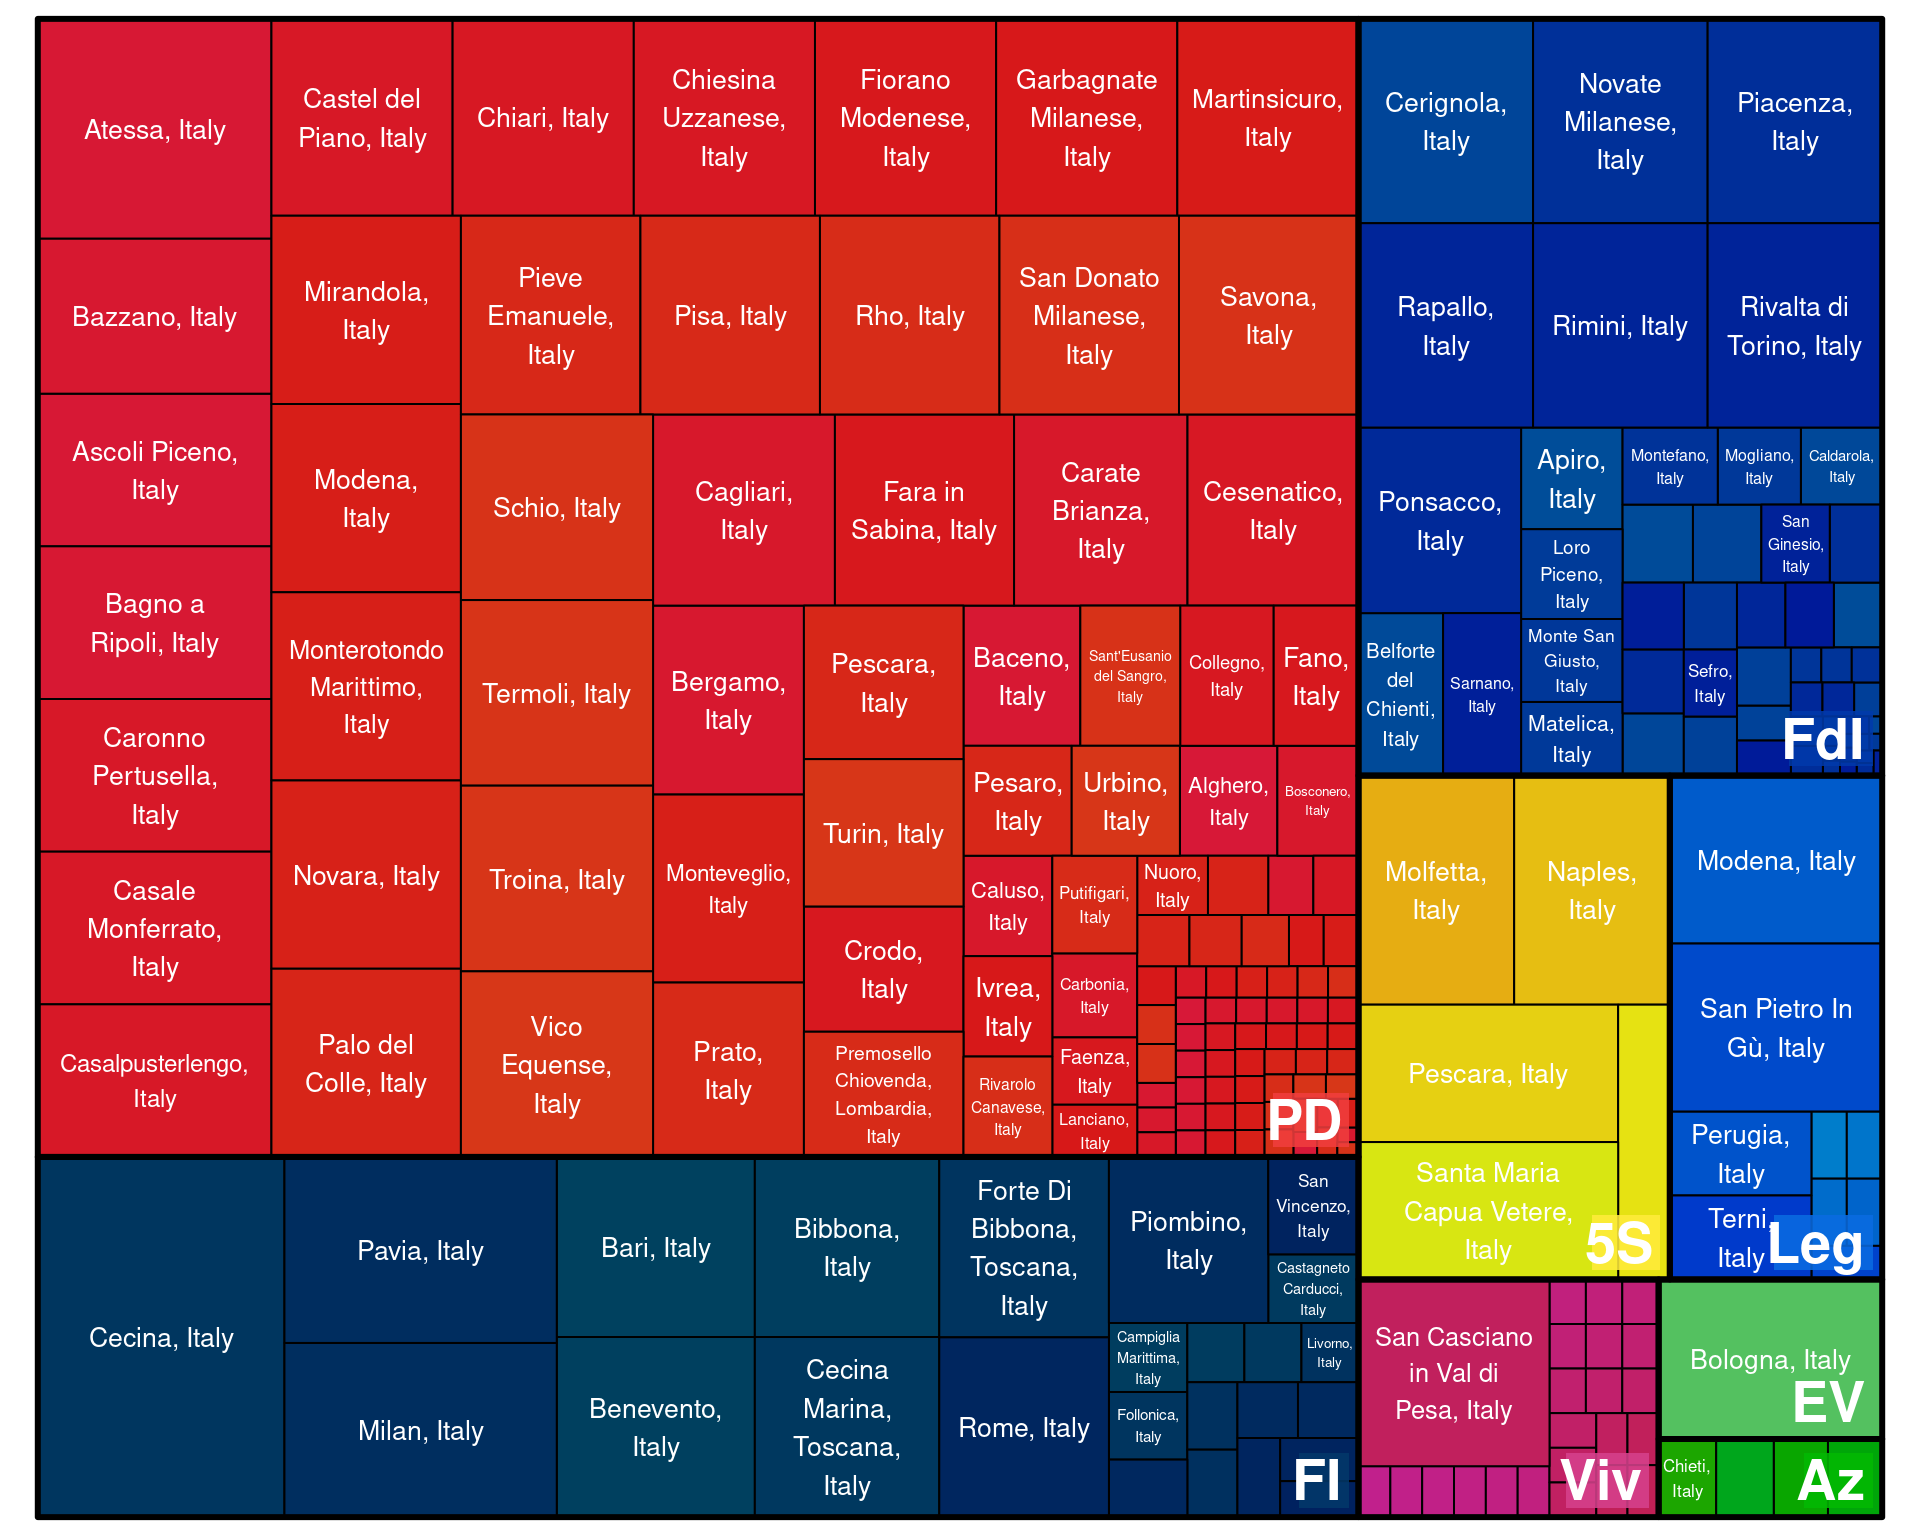 Atessa, Italy
Castel del
Piano, Italy
Chiari, Italy
Chiesina
Uzzanese,
Italy
Fiorano
Modenese,
Italy
Garbagnate
Milanese,
Italy
Martinsicuro,
Italy
Bazzano, Italy
Mirandola,
Italy
Pieve
Emanuele,
Italy
Pisa, Italy
Rho, Italy
San Donato
Milanese,
Italy
Savona,
Italy
Ascoli Piceno,
Italy
Modena,
Italy
Schio, Italy
Cagliari,
Italy
Fara in
Sabina, Italy
Carate
Brianza,
Italy
Cesenatico,
Italy
Bagno a
Ripoli, Italy
Monterotondo
Marittimo,
Italy
Termoli, Italy
Bergamo,
Italy
Pescara,
Italy
Baceno,
Italy
Sant'Eusanio
del Sangro,
Italy
Collegno,
Italy
Fano,
Italy
Caronno
Pertusella,
Italy
Turin, Italy
Pesaro,
Italy
Urbino,
Italy
Alghero,
Italy
Bosconero,
Italy
Casale
Monferrato,
Italy
Novara, Italy
Troina, Italy
Monteveglio,
Italy
Crodo,
Italy
Caluso,
Italy
Putifigari,
Italy
Nuoro,
Italy
Ivrea,
Italy
Carbonia,
Italy
Casalpusterlengo,
Italy
Palo del
Colle, Italy
Vico
Equense,
Italy
Prato,
Italy
Premosello
Chiovenda,
Lombardia,
Italy
Rivarolo
Canavese,
Italy
Faenza,
Italy
Lanciano,
Italy
PD
Cerignola,
Italy
Novate
Milanese,
Italy
Piacenza,
Italy
Rapallo,
Italy
Rimini, Italy
Rivalta di
Torino, Italy
Ponsacco,
Italy
Apiro,
Italy
Montefano,
Italy
Mogliano,
Italy
Caldarola,
Italy
Loro
Piceno,
Italy
San
Ginesio,
Italy
Belforte
del
Chienti,
Italy
Sarnano,
Italy
Monte San
Giusto,
Italy
Sefro,
Italy
Matelica,
Italy
FdI
Molfetta,
Italy
Naples,
Italy
Pescara, Italy
Santa Maria
Capua Vetere,
Italy
5S
Modena, Italy
San Pietro In
Gù, Italy
Perugia,
Italy
Terni,
Italy
Leg
Cecina, Italy
Pavia, Italy
Milan, Italy
Bari, Italy
Bibbona,
Italy
Forte Di
Bibbona,
Toscana,
Italy
Piombino,
Italy
San
Vincenzo,
Italy
Castagneto
Carducci,
Italy
Benevento,
Italy
Cecina
Marina,
Toscana,
Italy
Rome, Italy
Campiglia
Marittima,
Italy
Livorno,
Italy
Follonica,
Italy
FI
San Casciano
in Val di
Pesa, Italy
Viv
Bologna, Italy
EV
Chieti,
Italy
Az